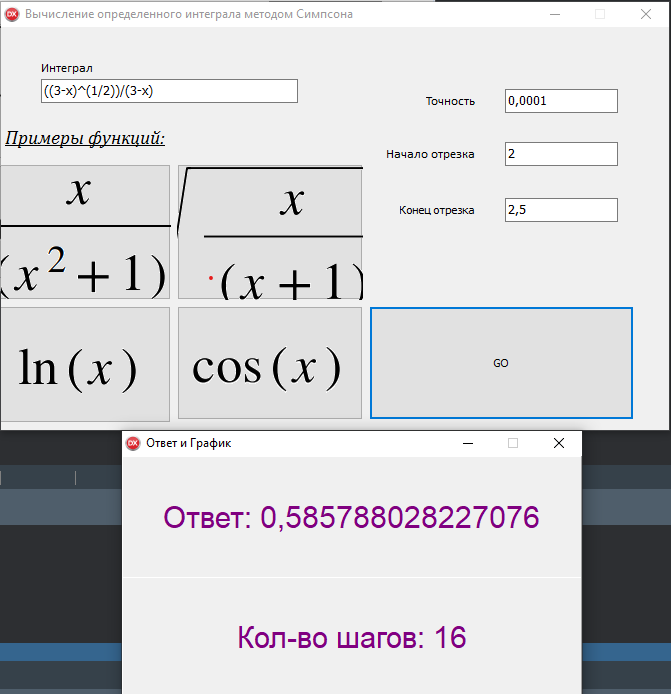 DX Вычисление определенного интеграла методом Симпсона
Интеграл
((3-x)^(1/2))/(3-x)
Точность
0,0001
Примеры функций:
Начало отрезка
2
Конец отрезка
2,5
x
(x² + 1)
x
(x + 1)
ln (x)
cos (x)
GO
DX Ответ и График
Ответ: 0,585788028227076
Кол-во шагов: 16